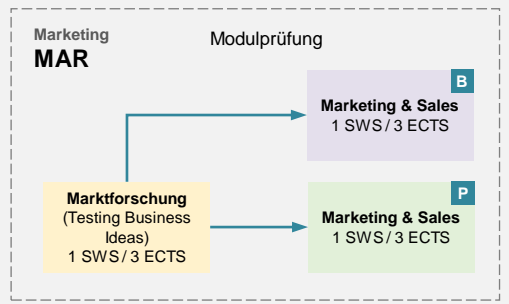 Marketing
MAR
Modulprüfung
B
Marketing & Sales
1 SWS / 3 ECTS
Marktforschung
(Testing Business
Ideas)
1 SWS / 3 ECTS
P
Marketing & Sales
1 SWS / 3 ECTS